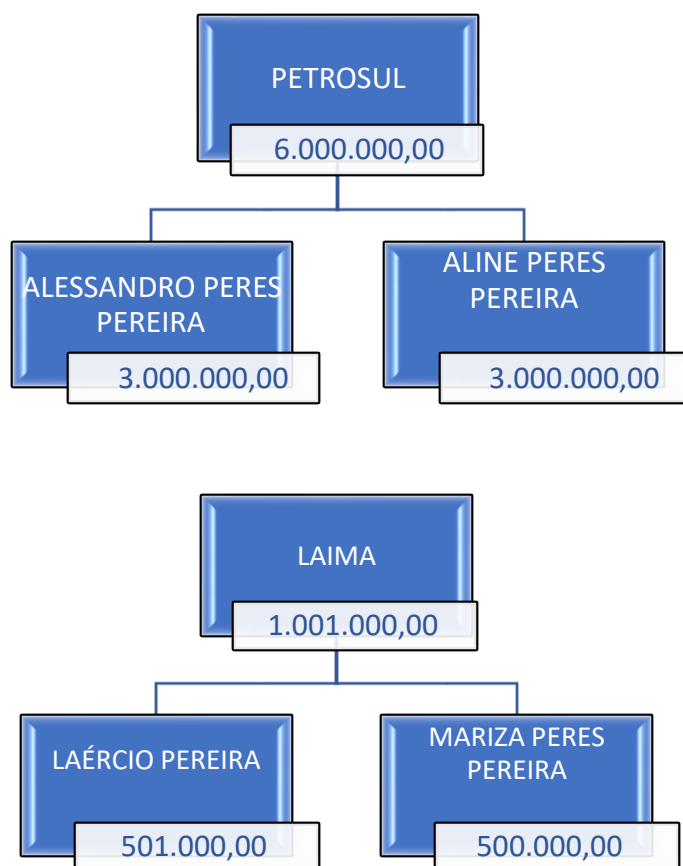 PETROSUL
6.000.000,00
ALESSANDRO PERES
PEREIRA
3.000.000,00
ALINE PERES
PEREIRA
3.000.000,00
LAIMA
1.001.000,00
LAÉRCIO PEREIRA
501.000,00
MARIZA PERES
PEREIRA
500.000,00